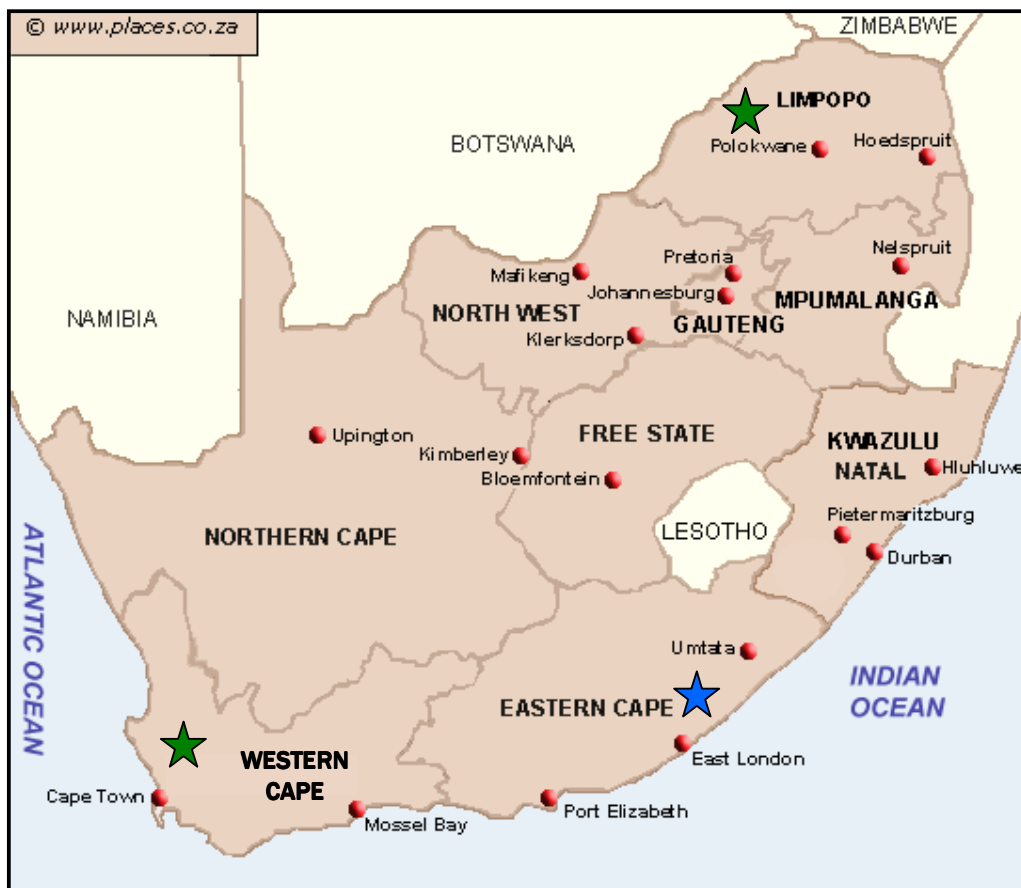 © www.places.co.za
ZIMBABWE
LIMPOPO
BOTSWANA
Polokwane
Hoedspruit
Nelspruit
Pretoria
Mafikeng
Johannesburg
MPUMALANGA
NAMIBIA
NORTH WEST
GAUTENG
Klerksdorp
Upington
FREE STATE
KWAZULU
NATAL
Kimberley
Hluhluwe
Bloemfontein
Pietermaritzburg
LESOTHO
NORTHERN CAPE
Durban
ATLANTIC OCEAN
Umtata
INDIAN
OCEAN
EASTERN CAPE
East London
WESTERN
CAPE
Cape Town
Mossel Bay
Port Elizabeth